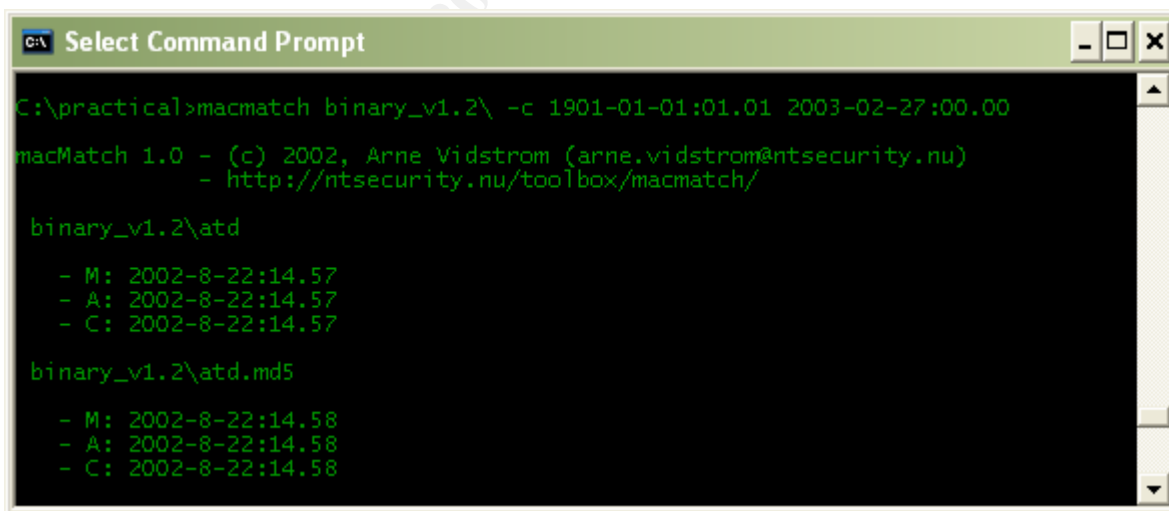 Select Command Prompt
C:\practical>macmatch binary_v1.2\ -c 1901-01-01:01.01 2003-02-27:00.00
macMatch 1.0 - (c) 2002, Arne Vidstrom (arne.vidstrom@ntsecurity.nu)
- http://ntsecurity.nu/toolbox/macmatch/
binary_v1.2\atd
- M: 2002-8-22:14.57
- A: 2002-8-22:14.57
- C: 2002-8-22:14.57
binary_v1.2\atd.md5
- M: 2002-8-22:14.58
- A: 2002-8-22:14.58
- C: 2002-8-22:14.58